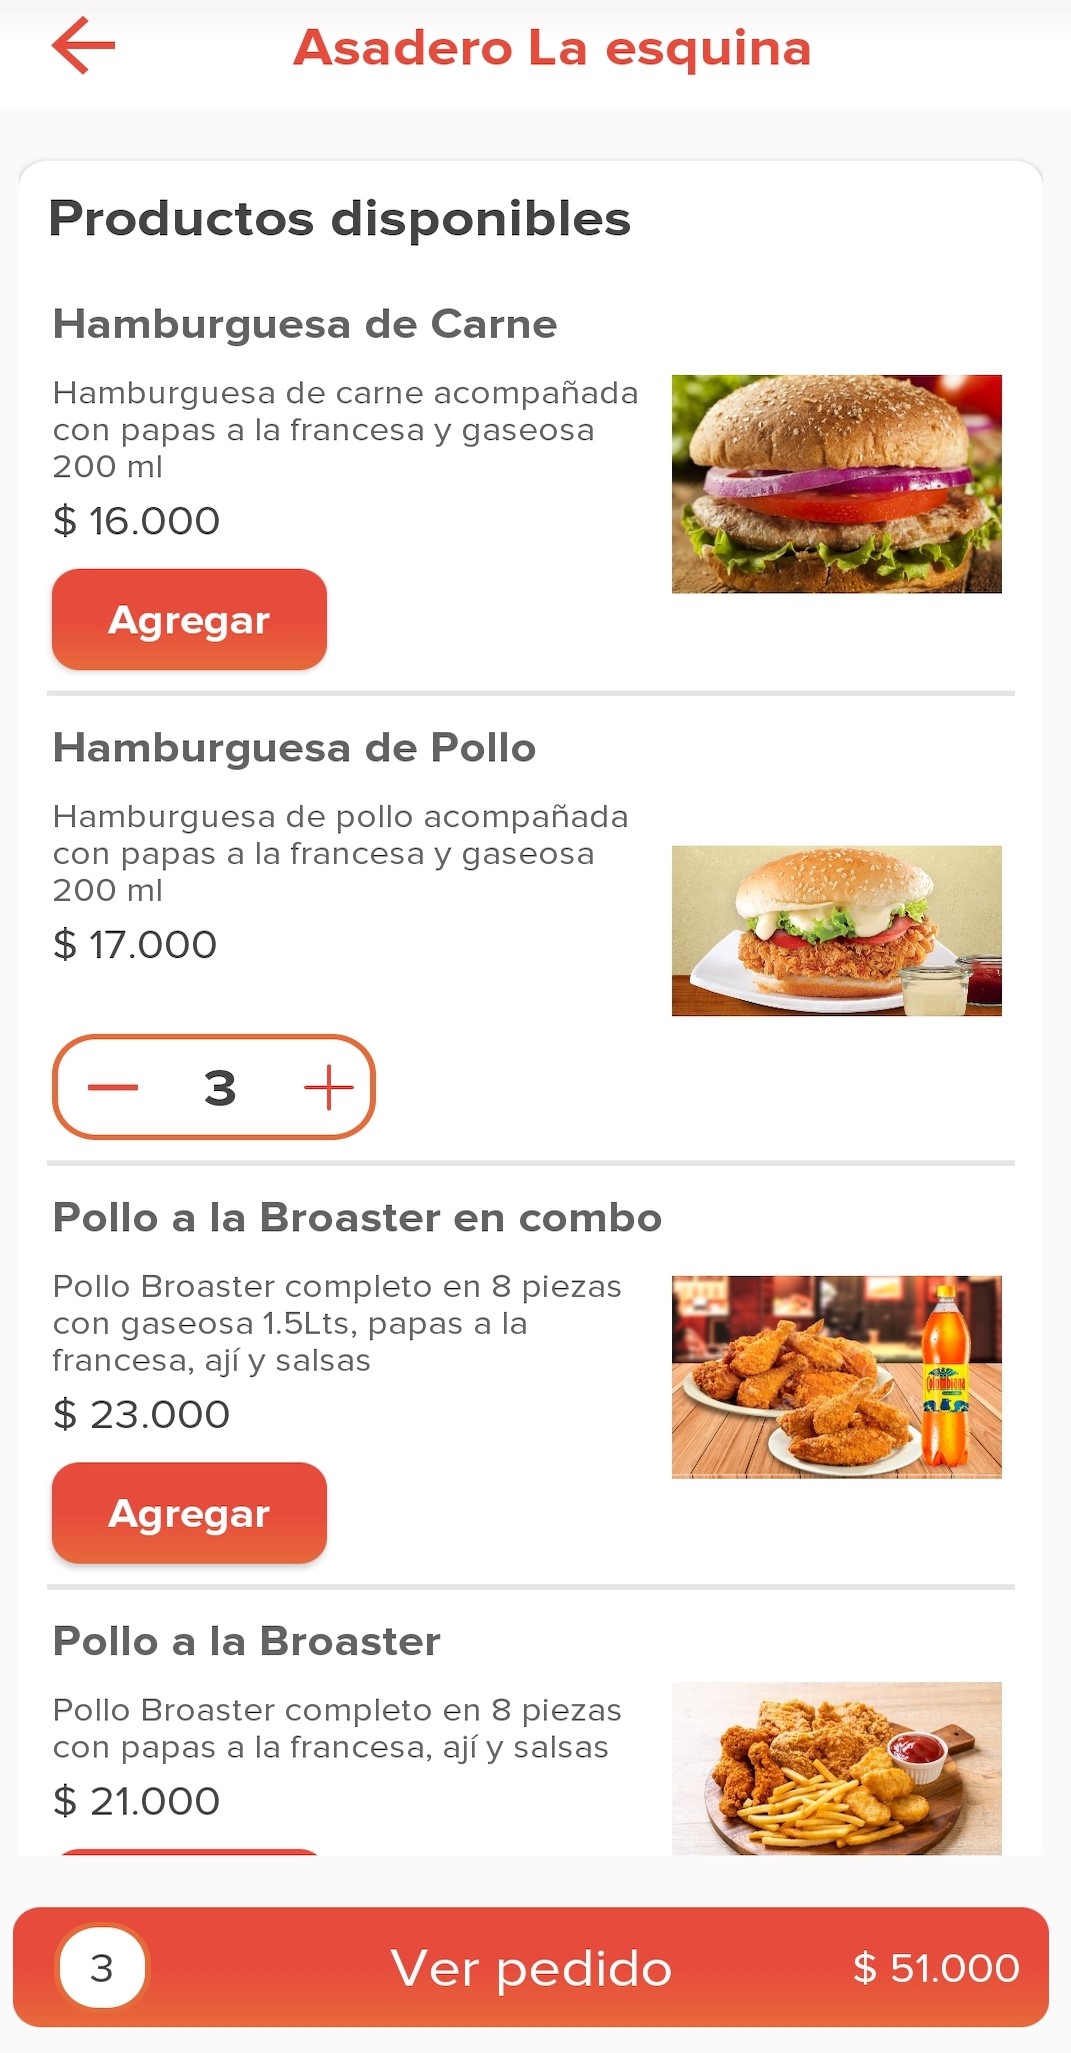 Asadero La esquina
Productos disponibles
Hamburguesa de Carne
Hamburguesa de carne acompañada
con papas a la francesa y gaseosa
200 ml
$ 16.000
Agregar
Hamburguesa de Pollo
Hamburguesa de pollo acompañada
con papas a la francesa y gaseosa
200 ml
$ 17.000
3
Pollo a la Broaster en combo
Pollo Broaster completo en 8 piezas
con gaseosa 1.5Lts, papas a la
francesa, ají y salsas
$ 23.000
Colombiana
Agregar
Pollo a la Broaster
Pollo Broaster completo en 8 piezas
con papas a la francesa, ají y salsas
$ 21.000
3 Ver pedido $ 51.000